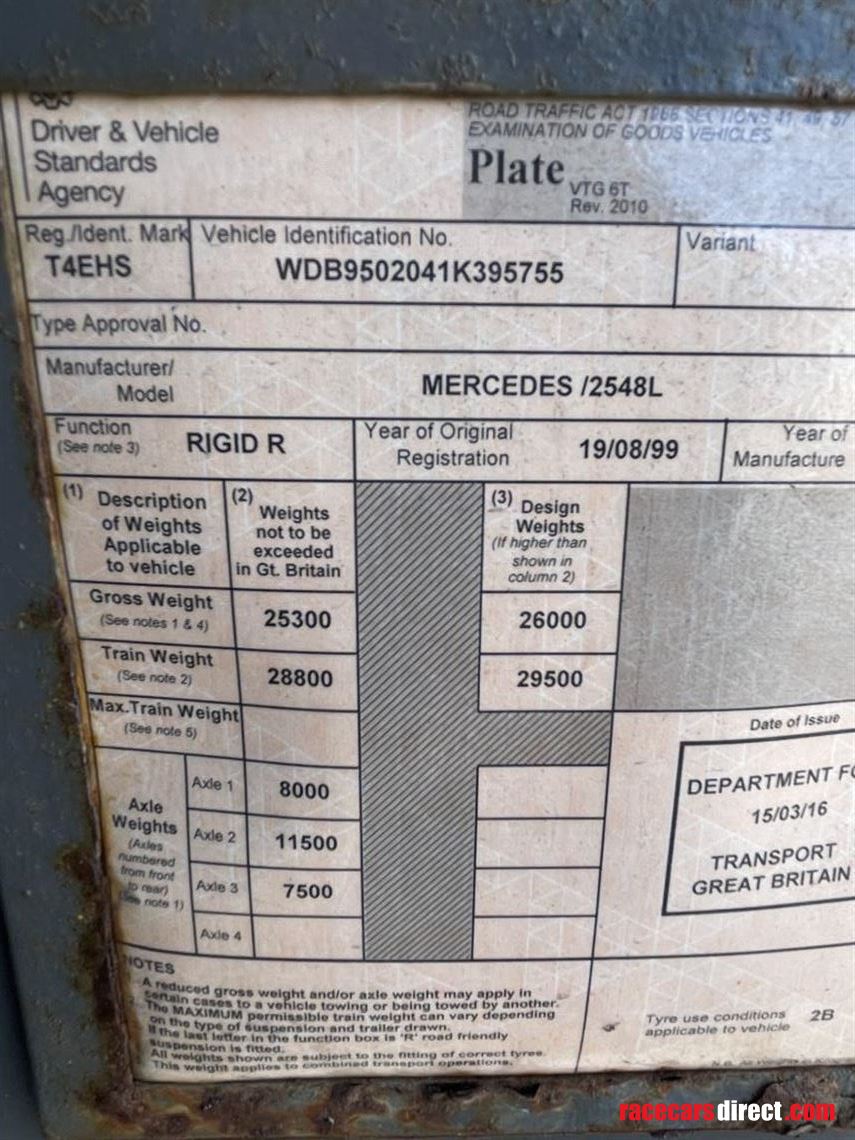 Driver & Vehicle
Standards
Agency
ROAD TRAFFIC ACT 1988 SECTIONS 41, 49, 57
EXAMINATION OF GOODS VEHICLES
Plate VTG 6T
Rev. 2010
Reg./Ident. Mark Vehicle Identification No. Variant
T4EHS WDB9502041K395755
Type Approval No.
Manufacturer/
Model MERCEDES /2548L
Function
(See note 3) RIGID R
Year of Original
Registration 19/08/99
Year of
Manufacture
(1) Description
of Weights
Applicable
to vehicle
(2) Weights
not to be
exceeded
in Gt. Britain
(3) Design
Weights
(If higher than
shown in
column 2)
Gross Weight
(See notes 1 & 4) 25300 26000
Train Weight
(See note 2) 28800 29500
Max.Train Weight
(See note 5)
Date of Issue
Axle
Weights
(Axles
numbered
from front
to rear)
(See note 1)
Axle 1 8000
Axle 2 11500
Axle 3 7500
Axle 4
DEPARTMENT FO
15/03/16
TRANSPORT
GREAT BRITAIN
NOTES
A reduced gross weight and/or axle weight may apply in
certain cases to a vehicle towing or being towed by another.
The MAXIMUM permissible train weight can vary depending
on the type of suspension and trailer drawn.
If the last letter in the function box is 'R' road friendly
suspension is fitted.
All weights shown are subject to the fitting of correct tyres.
This weight applies to combined transport operations.
Tyre use conditions
applicable to vehicle 2B
racecarsdirect.com